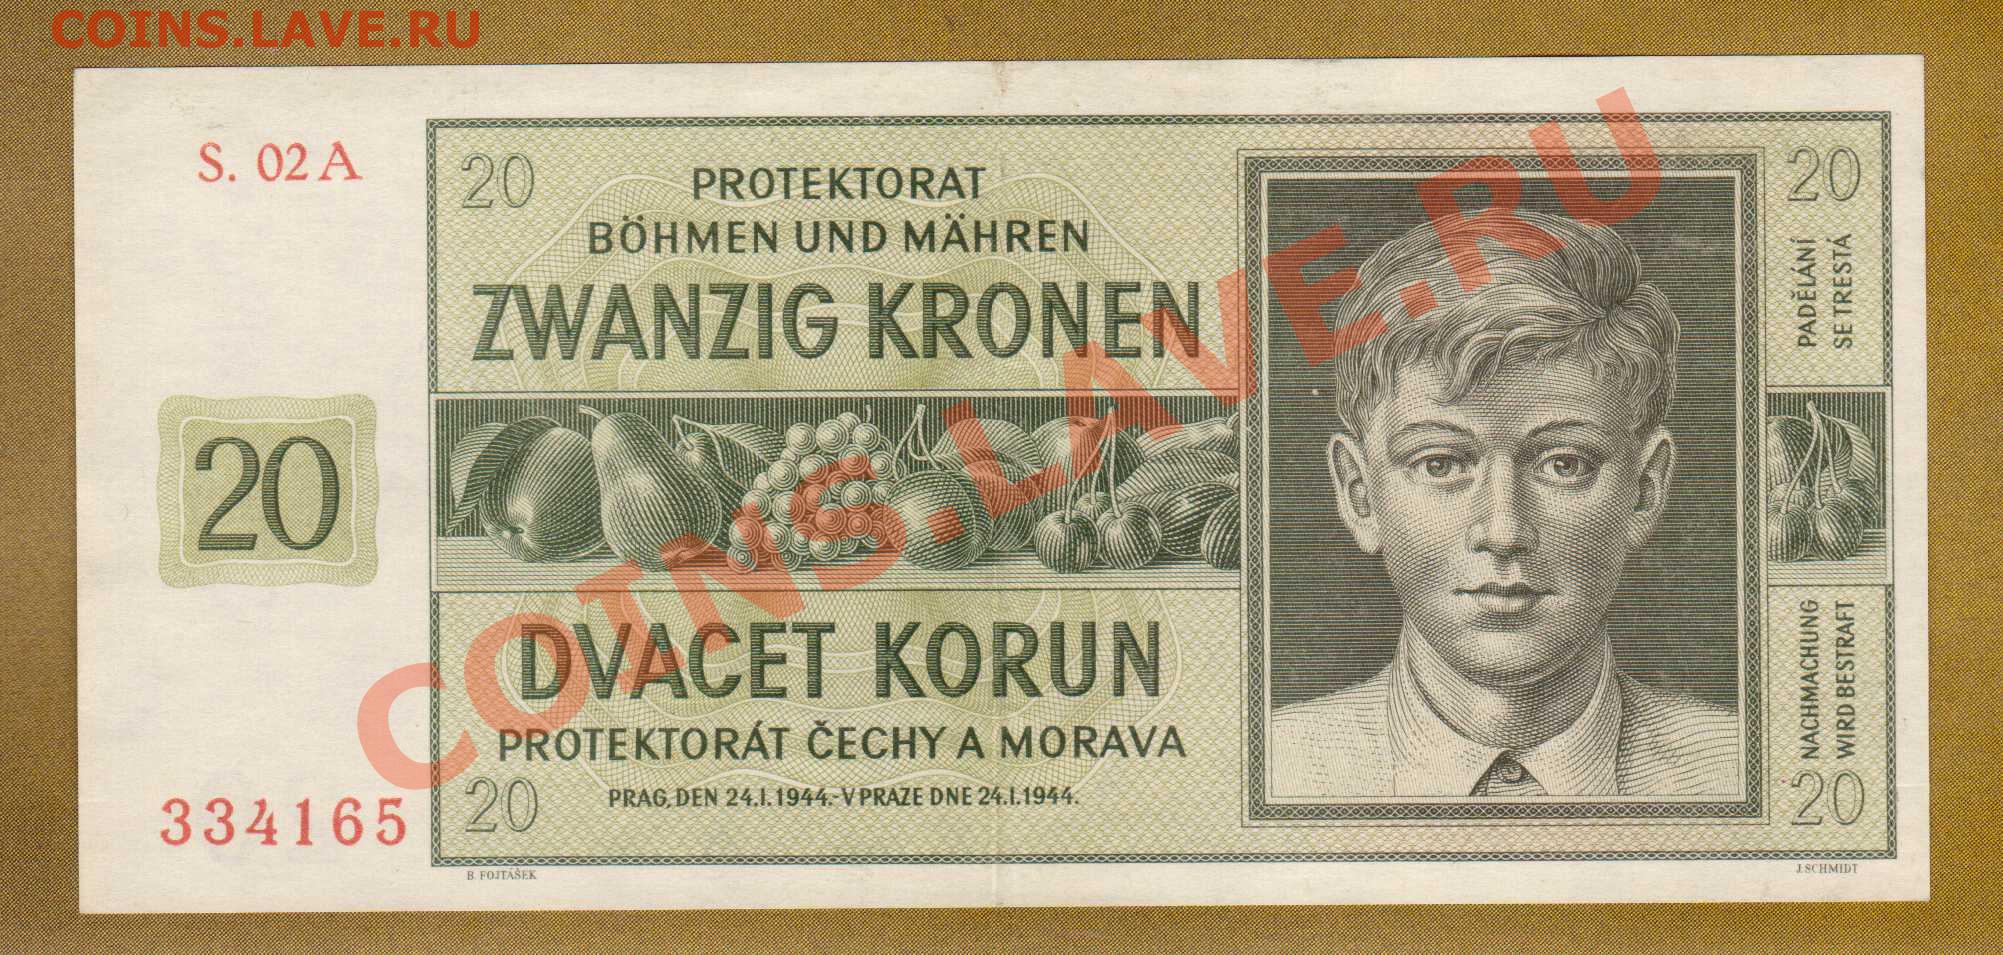 COINS.LAVE.RU
S. 02 A
20
334165
20
PROTEKTORAT
BÖHMEN UND MÄHREN
ZWANZIG KRONEN
DVACET KORUN
PROTEKTORÁT ČECHY A MORAVA
20
PRAG, DEN 24.I.1944.-V PRAZE DNE 24.I.1944.
B. FOJTÁŠEK
20
PADĚLÁNÍ
SE TRESTÁ
NACHMACHUNG
WIRD BESTRAFT
20
J. SCHMIDT
COINS.LAVE.RU